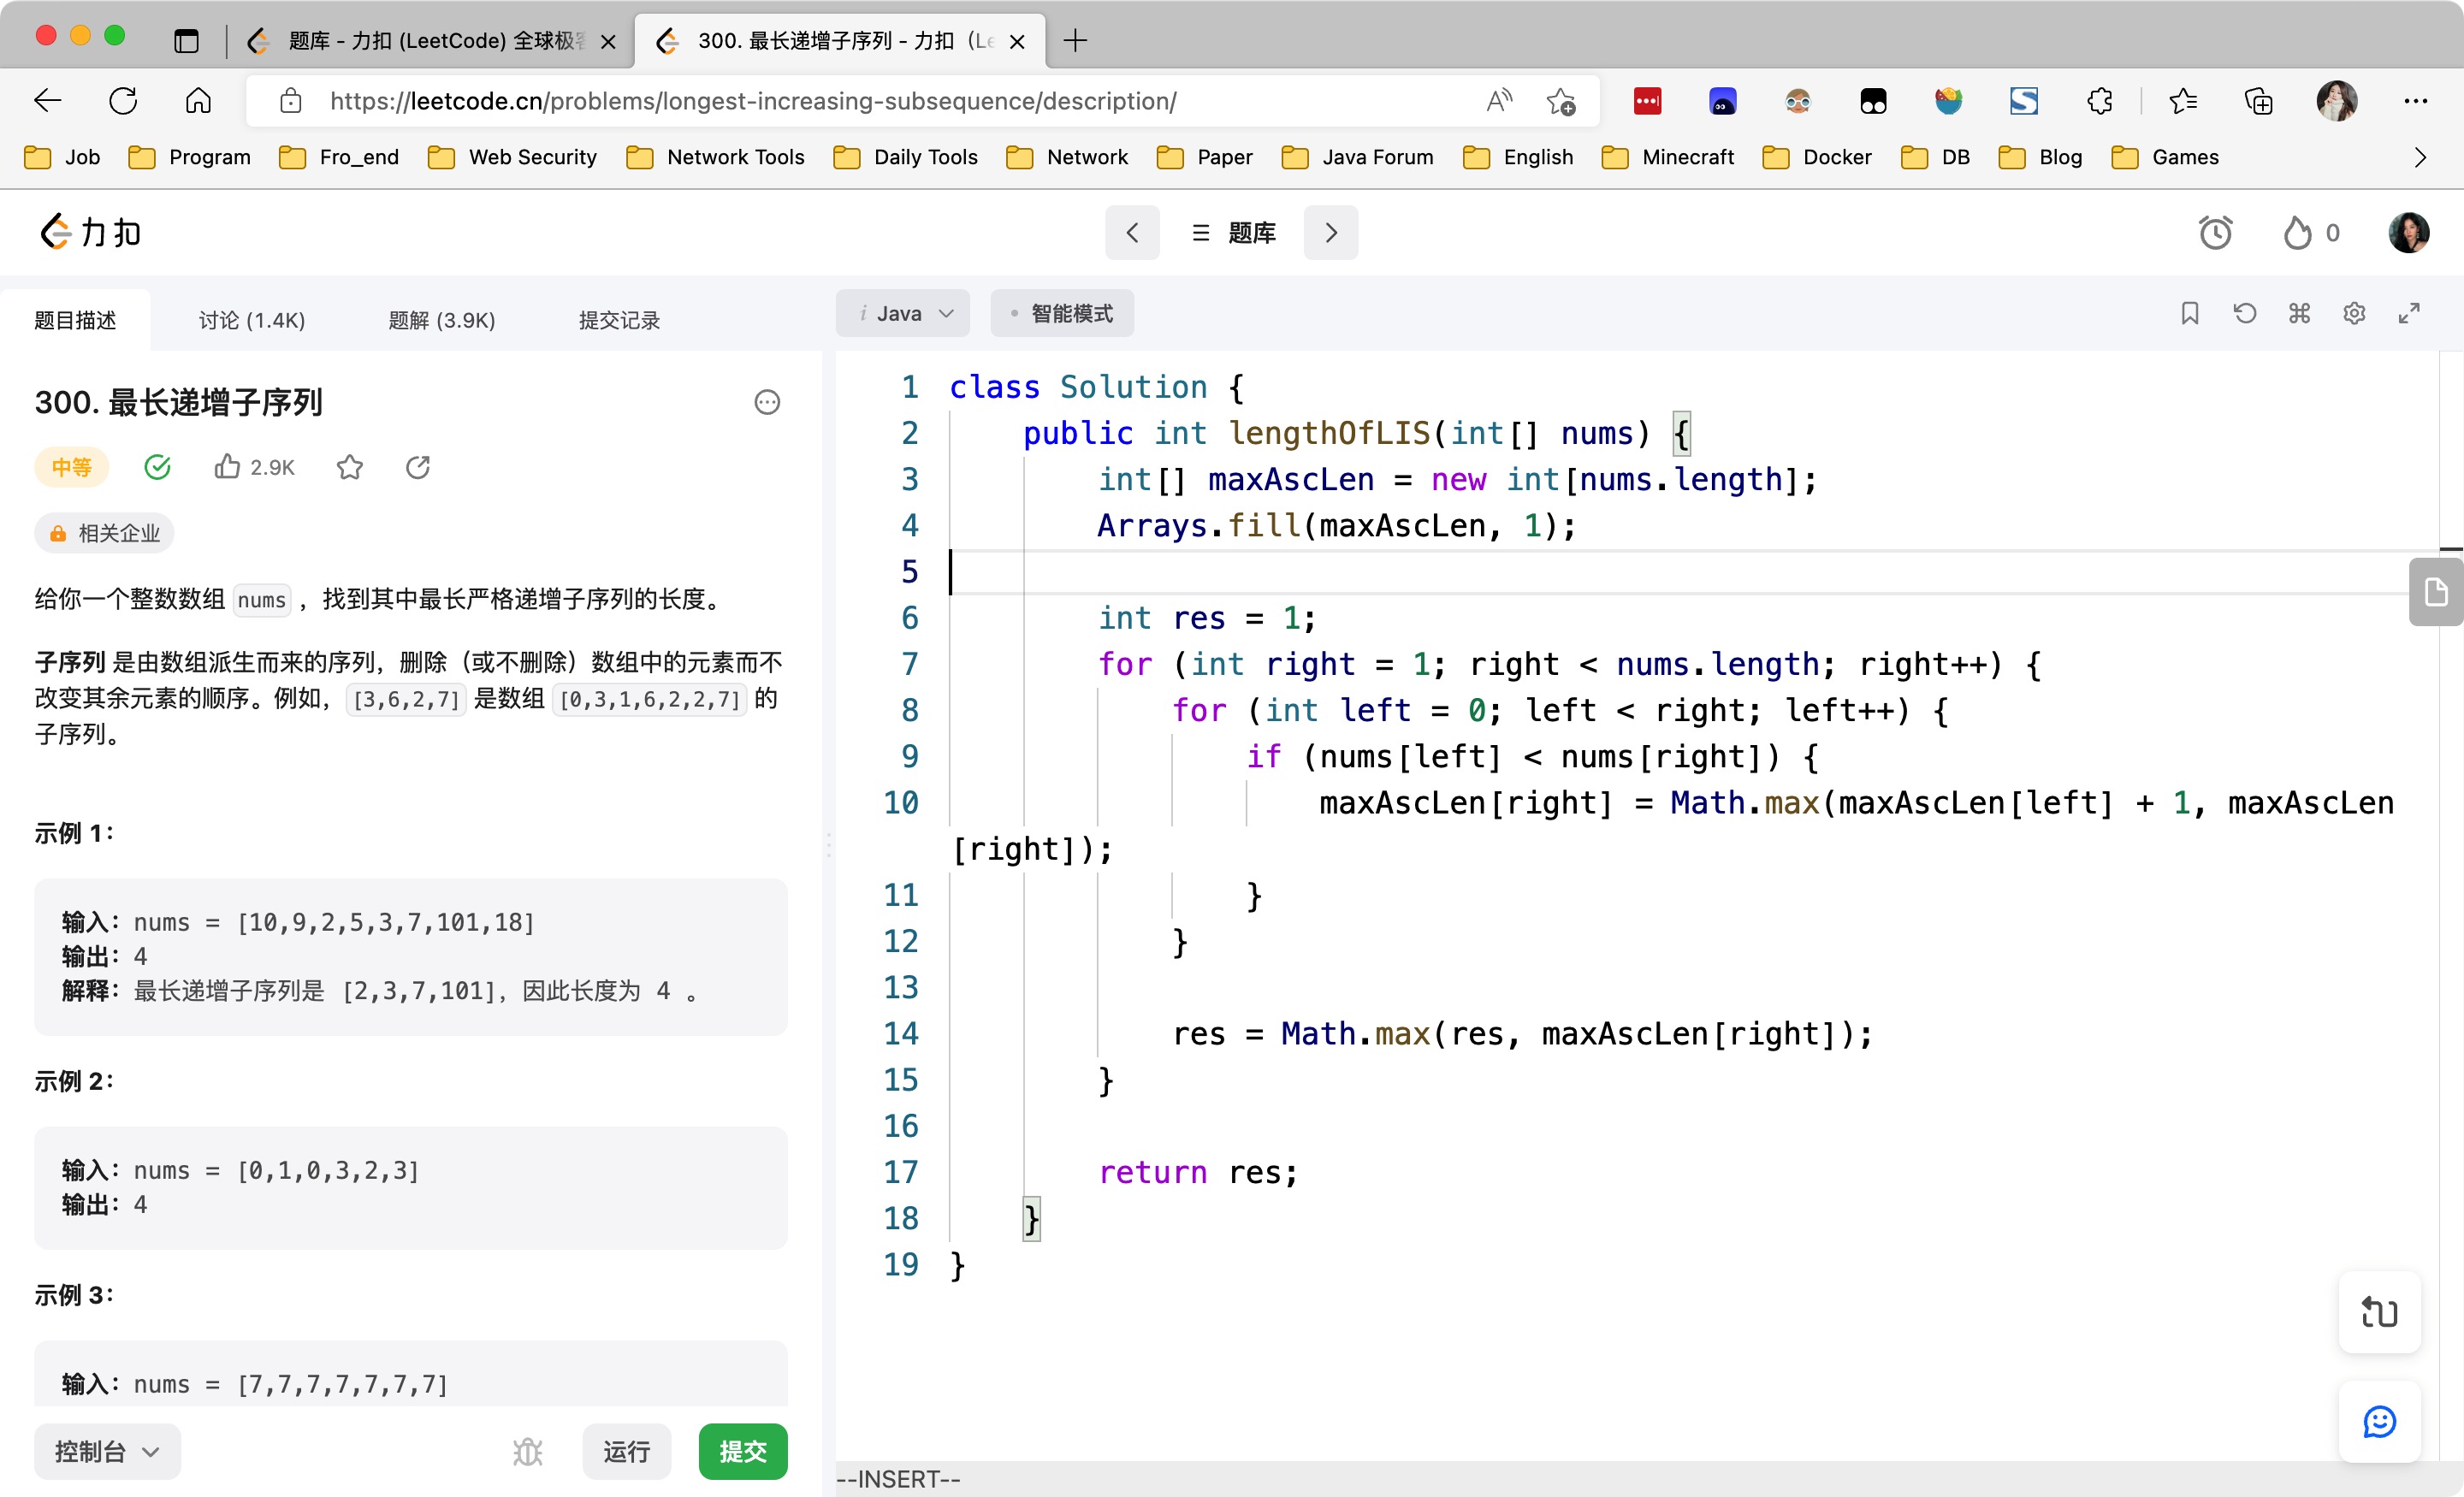 题库 - 力扣 (LeetCode) 全球极客
300. 最长递增子序列 - 力扣 (Le
https://leetcode.cn/problems/longest-increasing-subsequence/description/
Job Program Fro_end Web Security Network Tools Daily Tools Network Paper Java Forum English Minecraft Docker DB Blog Games
力扣
题库
0
题目描述 讨论 (1.4K) 题解 (3.9K) 提交记录
300. 最长递增子序列
中等 2.9K
相关企业
给你一个整数数组 nums ，找到其中最长严格递增子序列的长度。
子序列 是由数组派生而来的序列，删除（或不删除）数组中的元素而不
改变其余元素的顺序。例如，[3,6,2,7] 是数组 [0,3,1,6,2,2,7] 的
子序列。
示例 1：
输入：nums = [10,9,2,5,3,7,101,18]
输出：4
解释：最长递增子序列是 [2,3,7,101]，因此长度为 4 。
示例 2：
输入：nums = [0,1,0,3,2,3]
输出：4
示例 3：
输入：nums = [7,7,7,7,7,7,7]
控制台 运行 提交
i Java 智能模式
1 class Solution {
2 public int lengthOfLIS(int[] nums) {
3 int[] maxAscLen = new int[nums.length];
4 Arrays.fill(maxAscLen, 1);
5
6 int res = 1;
7 for (int right = 1; right < nums.length; right++) {
8 for (int left = 0; left < right; left++) {
9 if (nums[left] < nums[right]) {
10 maxAscLen[right] = Math.max(maxAscLen[left] + 1, maxAscLen
[right]);
11 }
12 }
13
14 res = Math.max(res, maxAscLen[right]);
15 }
16
17 return res;
18 }
19 }
--INSERT--